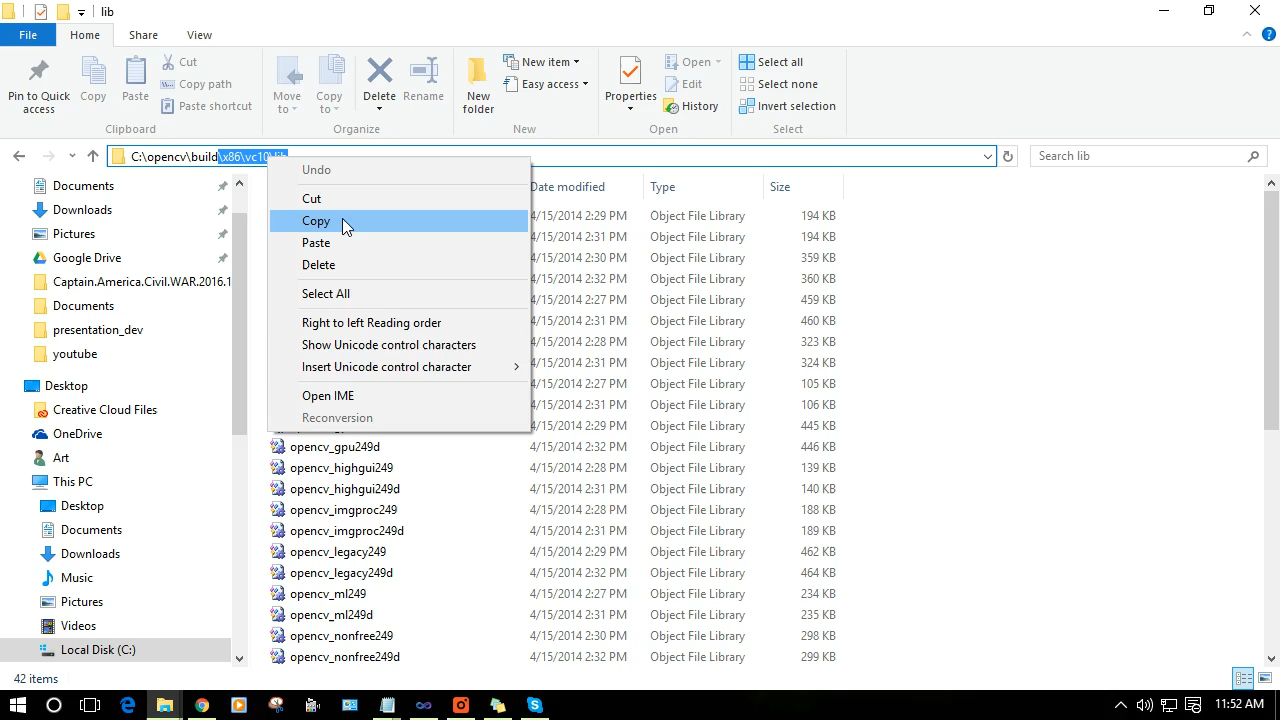 lib
File
Home
Share
View
Pin to Quick access
Copy
Paste
Cut
Copy path
Paste shortcut
Clipboard
Move to
Copy to
Delete
Rename
Organize
New folder
New item
Easy access
New
Properties
Open
Edit
History
Open
Select all
Select none
Invert selection
Select
C:\opencv\build\x86\vc10\lib
Search lib
Documents
Downloads
Pictures
Google Drive
Captain.America.Civil.WAR.2016.1
Documents
presentation_dev
youtube
Desktop
Creative Cloud Files
OneDrive
Art
This PC
Desktop
Documents
Downloads
Music
Pictures
Videos
Local Disk (C:)
Undo
Cut
Copy
Paste
Delete
Select All
Right to left Reading order
Show Unicode control characters
Insert Unicode control character
Open IME
Reconversion
Date modified Type Size
4/15/2014 2:29 PM Object File Library 194 KB
4/15/2014 2:31 PM Object File Library 194 KB
4/15/2014 2:30 PM Object File Library 359 KB
4/15/2014 2:32 PM Object File Library 360 KB
4/15/2014 2:27 PM Object File Library 459 KB
4/15/2014 2:31 PM Object File Library 460 KB
4/15/2014 2:28 PM Object File Library 323 KB
4/15/2014 2:31 PM Object File Library 324 KB
4/15/2014 2:27 PM Object File Library 105 KB
4/15/2014 2:31 PM Object File Library 106 KB
4/15/2014 2:29 PM Object File Library 445 KB
opencv_gpu249d 4/15/2014 2:32 PM Object File Library 446 KB
opencv_highgui249 4/15/2014 2:28 PM Object File Library 139 KB
opencv_highgui249d 4/15/2014 2:31 PM Object File Library 140 KB
opencv_imgproc249 4/15/2014 2:28 PM Object File Library 188 KB
opencv_imgproc249d 4/15/2014 2:31 PM Object File Library 189 KB
opencv_legacy249 4/15/2014 2:29 PM Object File Library 462 KB
opencv_legacy249d 4/15/2014 2:32 PM Object File Library 464 KB
opencv_ml249 4/15/2014 2:27 PM Object File Library 234 KB
opencv_ml249d 4/15/2014 2:31 PM Object File Library 235 KB
opencv_nonfree249 4/15/2014 2:30 PM Object File Library 298 KB
opencv_nonfree249d 4/15/2014 2:32 PM Object File Library 299 KB
42 items
11:52 AM